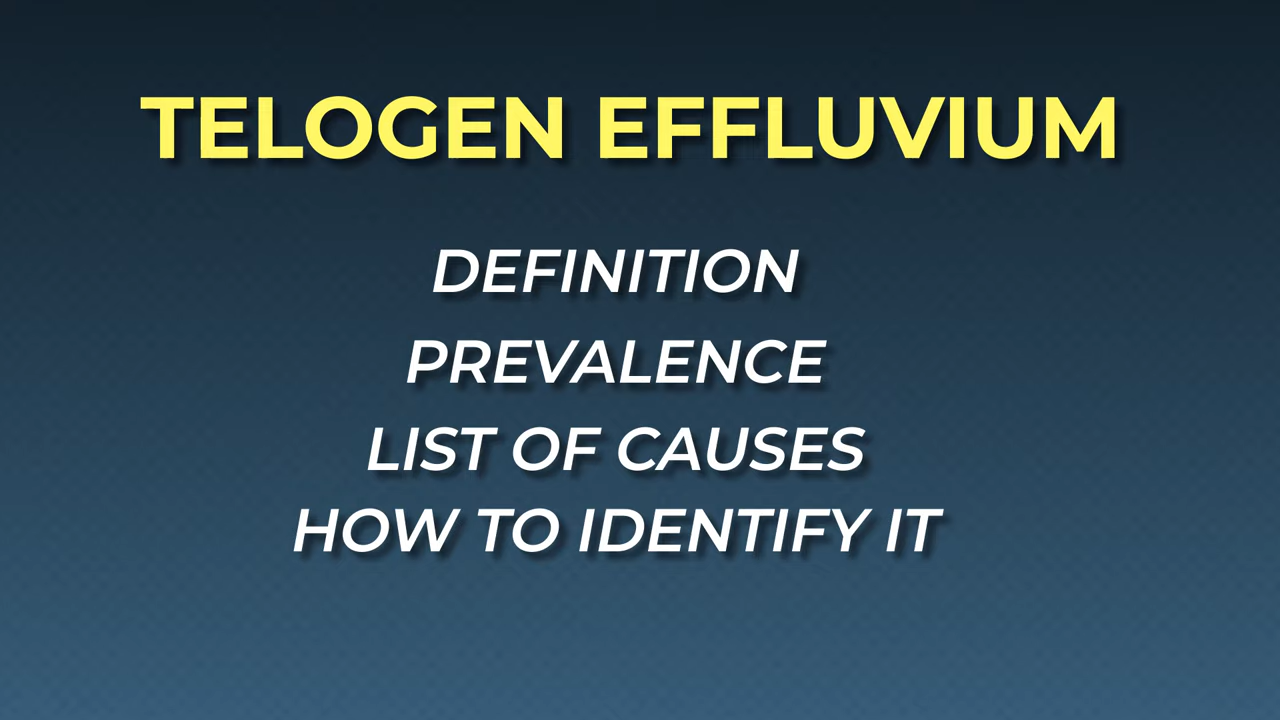 TELOGEN EFFLUVIUM
DEFINITION
PREVALENCE
LIST OF CAUSES
HOW TO IDENTIFY IT